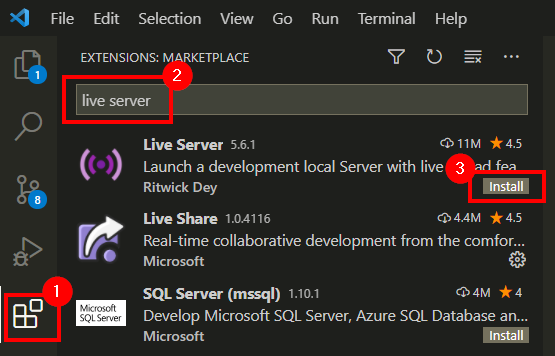 File Edit Selection View Go Run Terminal Help
EXTENSIONS: MARKETPLACE
1
2
live server
Live Server 5.6.1 11M 4.5
Launch a development local Server with live ad fea...
3
Ritwick Dey Install
8
Live Share 1.0.4116 4.4M 4.5
Real-time collaborative development from the comfor...
Microsoft
1
SQL Server (mssql) 1.10.1 4M 4
Microsoft
SQL Server
Develop Microsoft SQL Server, Azure SQL Database an...
Microsoft Install